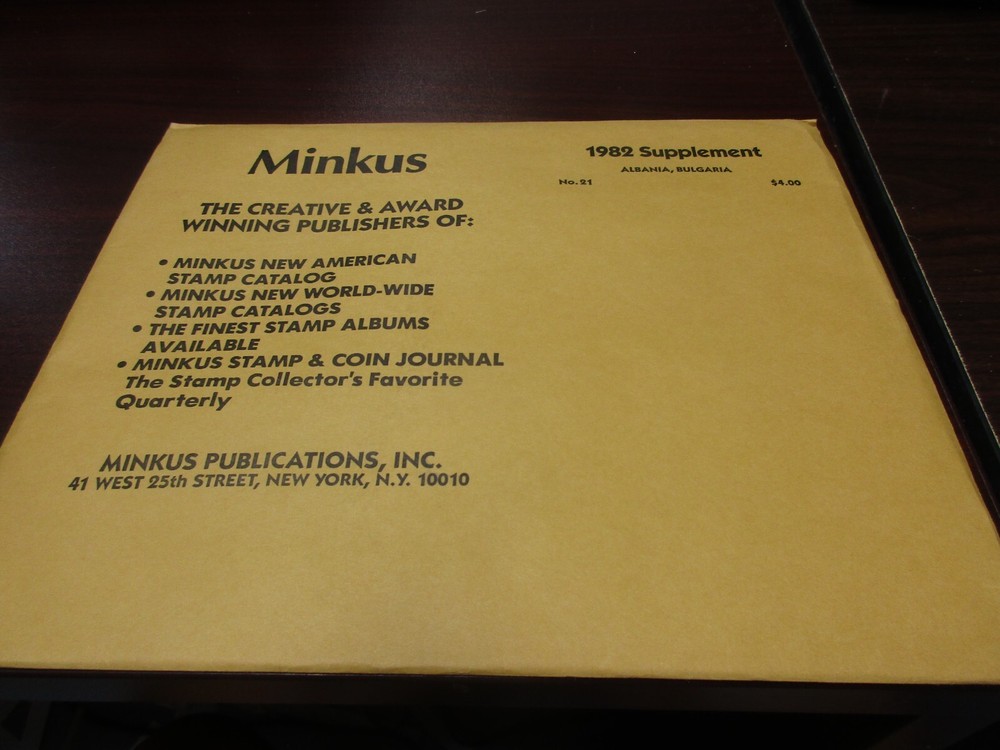 Minkus
THE CREATIVE & AWARD
WINNING PUBLISHERS OF:
• MINKUS NEW AMERICAN
STAMP CATALOG
• MINKUS NEW WORLD-WIDE
STAMP CATALOGS
• THE FINEST STAMP ALBUMS
AVAILABLE
• MINKUS STAMP & COIN JOURNAL
The Stamp Collector's Favorite
Quarterly
MINKUS PUBLICATIONS, INC.
41 WEST 25th STREET, NEW YORK, N.Y. 10010
1982 Supplement
ALBANIA, BULGARIA
No. 21 $4.00